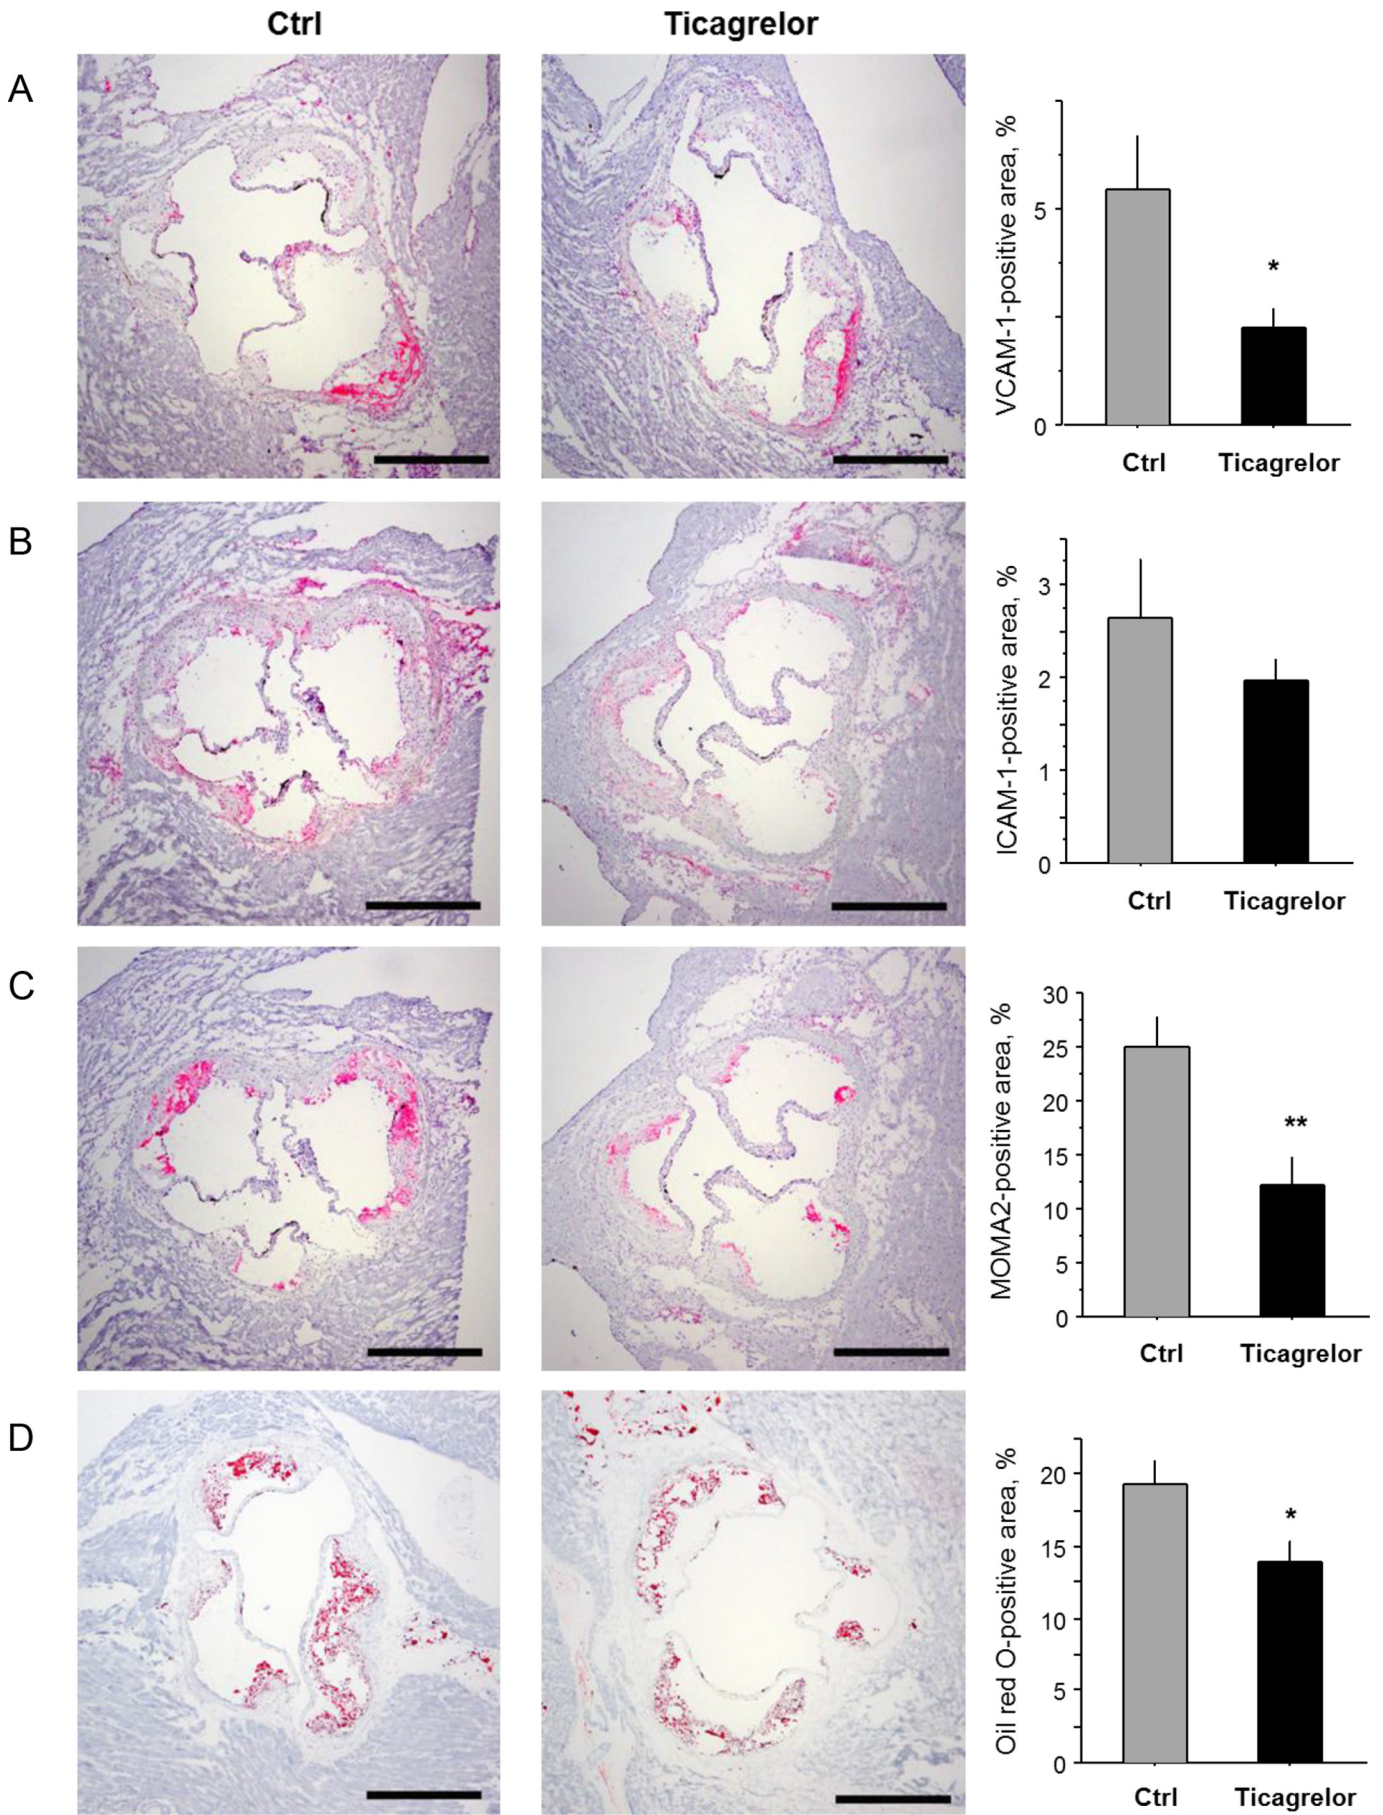 Ctrl Ticagrelor
A
VCAM-1-positive area, %
5
*
0
Ctrl Ticagrelor
B
ICAM-1-positive area, %
3
2
1
0
Ctrl Ticagrelor
C
MOMA2-positive area, %
30
25
20
**
15
10
5
0
Ctrl Ticagrelor
D
Oil red O-positive area, %
20
*
15
10
5
0
Ctrl Ticagrelor